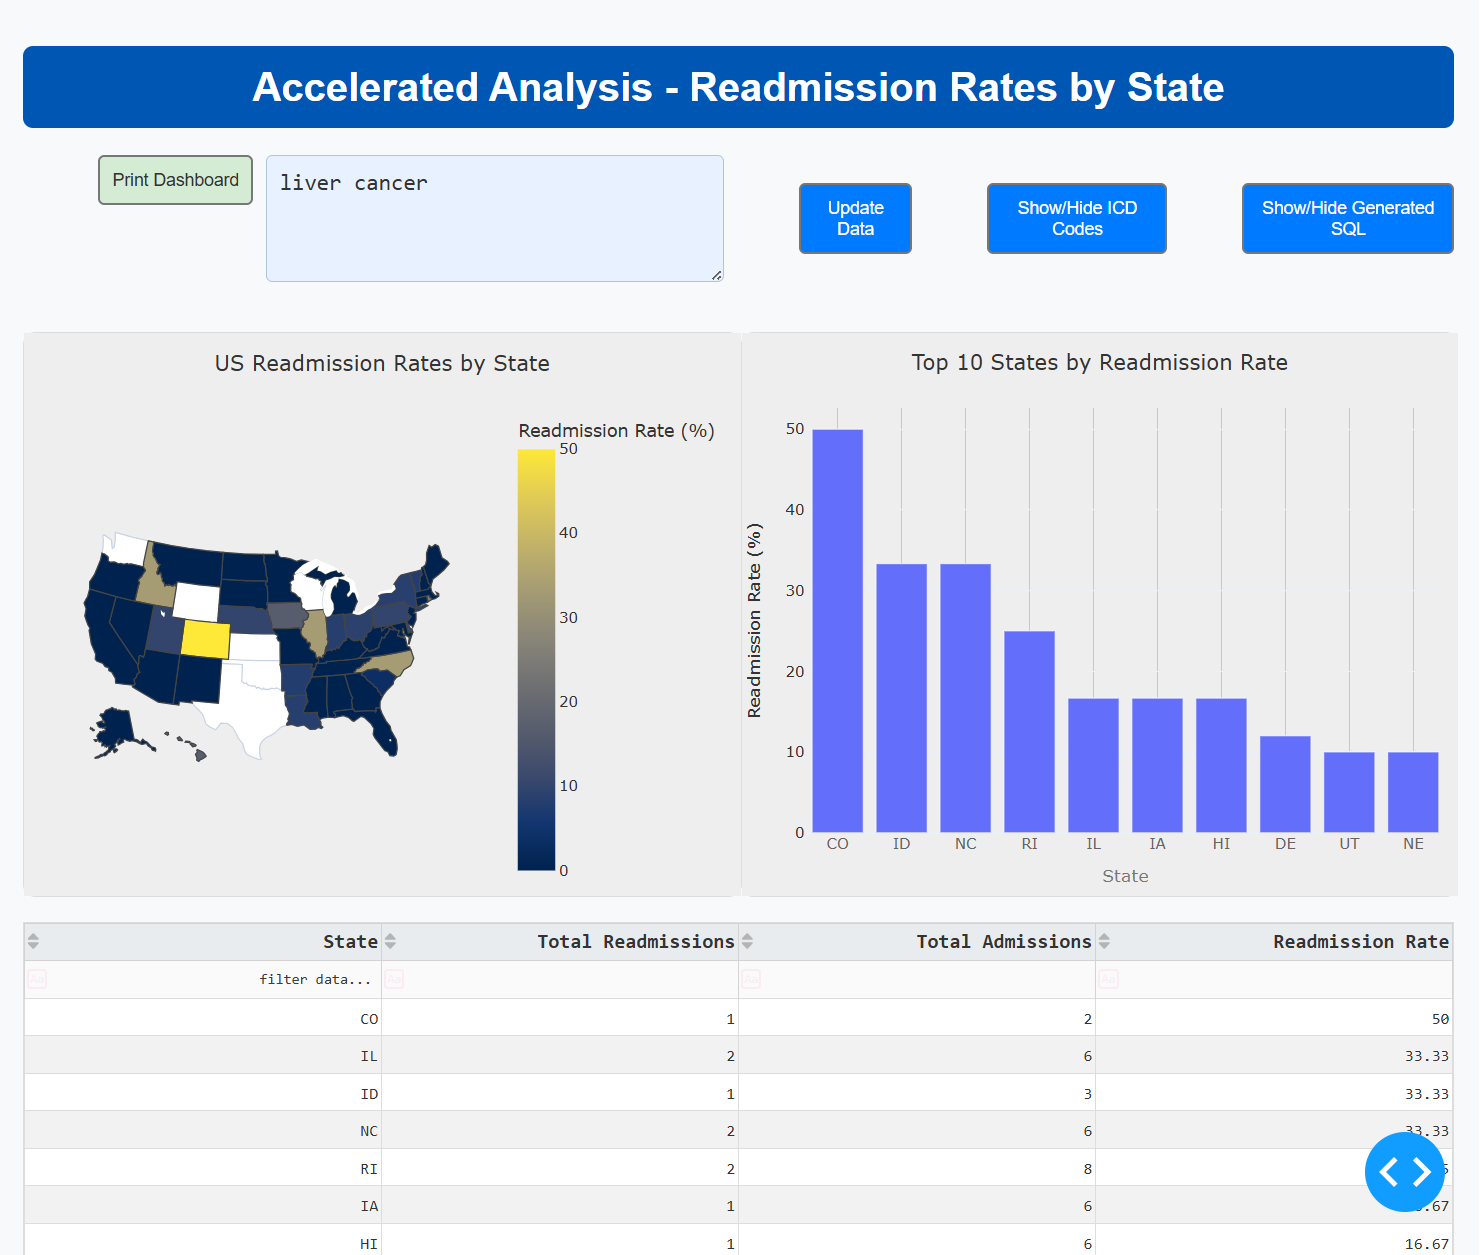 Accelerated Analysis - Readmission Rates by State
Print Dashboard
liver cancer
Update
Data
Show/Hide ICD
Codes
Show/Hide Generated
SQL
US Readmission Rates by State
Readmission Rate (%)
50
40
30
20
10
0
Top 10 States by Readmission Rate
Readmission Rate (%)
50
40
30
20
10
0
CO ID NC RI IL IA HI DE UT NE
State
State Total Readmissions Total Admissions Readmission Rate
Aa filter data... Aa Aa Aa
CO 1 2 50
IL 2 6 33.33
ID 1 3 33.33
NC 2 6 33.33
RI 2 8
IA 1 6 .67
HI 1 6 16.67